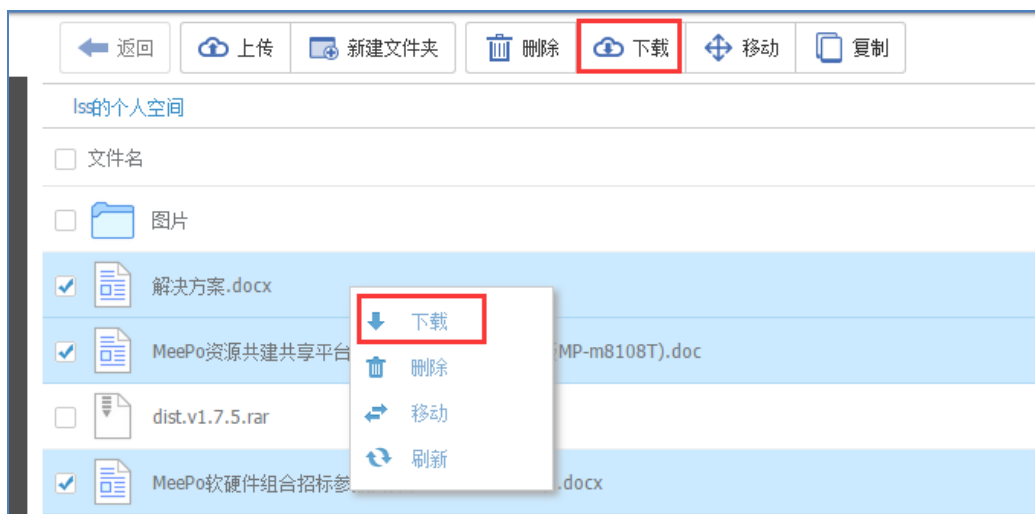 返回 上传 新建文件夹 删除 下载 移动 复制
lss的个人空间
文件名
图片
解决方案.docx
下载
MeePo资源共建共享平台 MP-m8108T).doc
删除
dist.v1.7.5.rar
移动
刷新
MeePo软硬件组合招标参 .docx